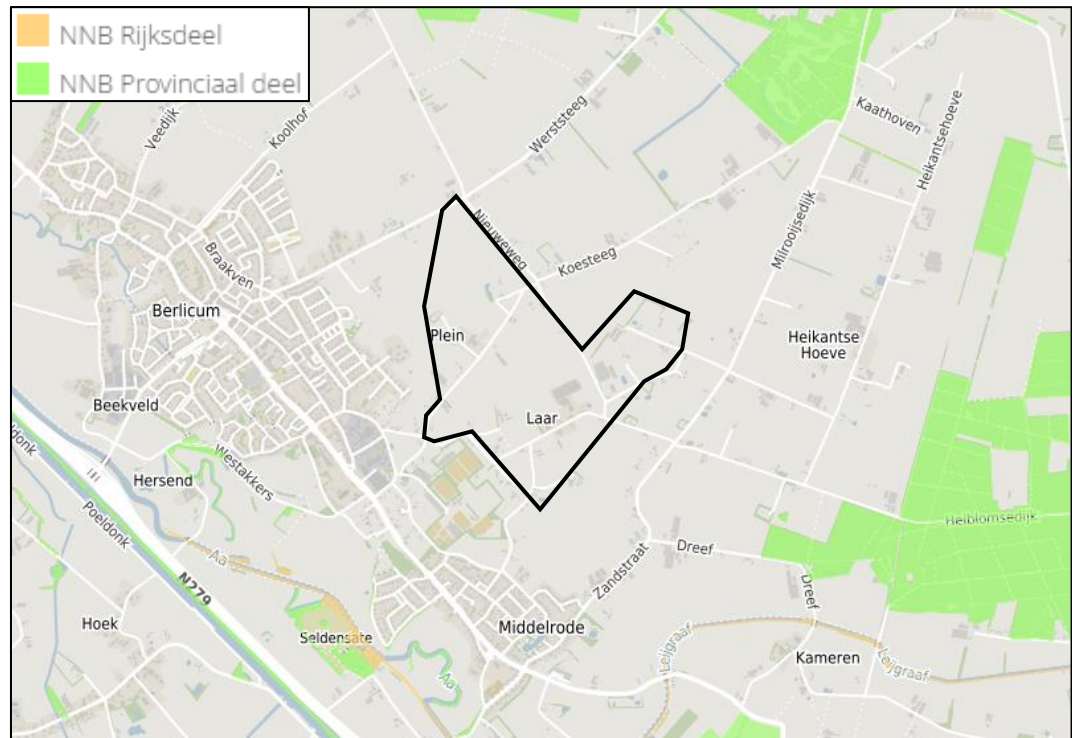 NNB Rijksdeel
NNB Provinciaal deel
Veedijk
Koolhof
Werststeeg
Kaathoven
Heikantsehoeve
Nieuweweg
Braakven
Koesteeg
Milrooijsedijk
Berlicum
Plein
Heikantse
Hoeve
Beekveld
Laar
Westakkers
Hersend
Poeldonk
Heiblomsedijk
Dreef
Zandstraat
Aa
N279
Dreef
Hoek
Seldensate
Middelrode
Leijgraaf
Kameren
Leijgraaf
Aa